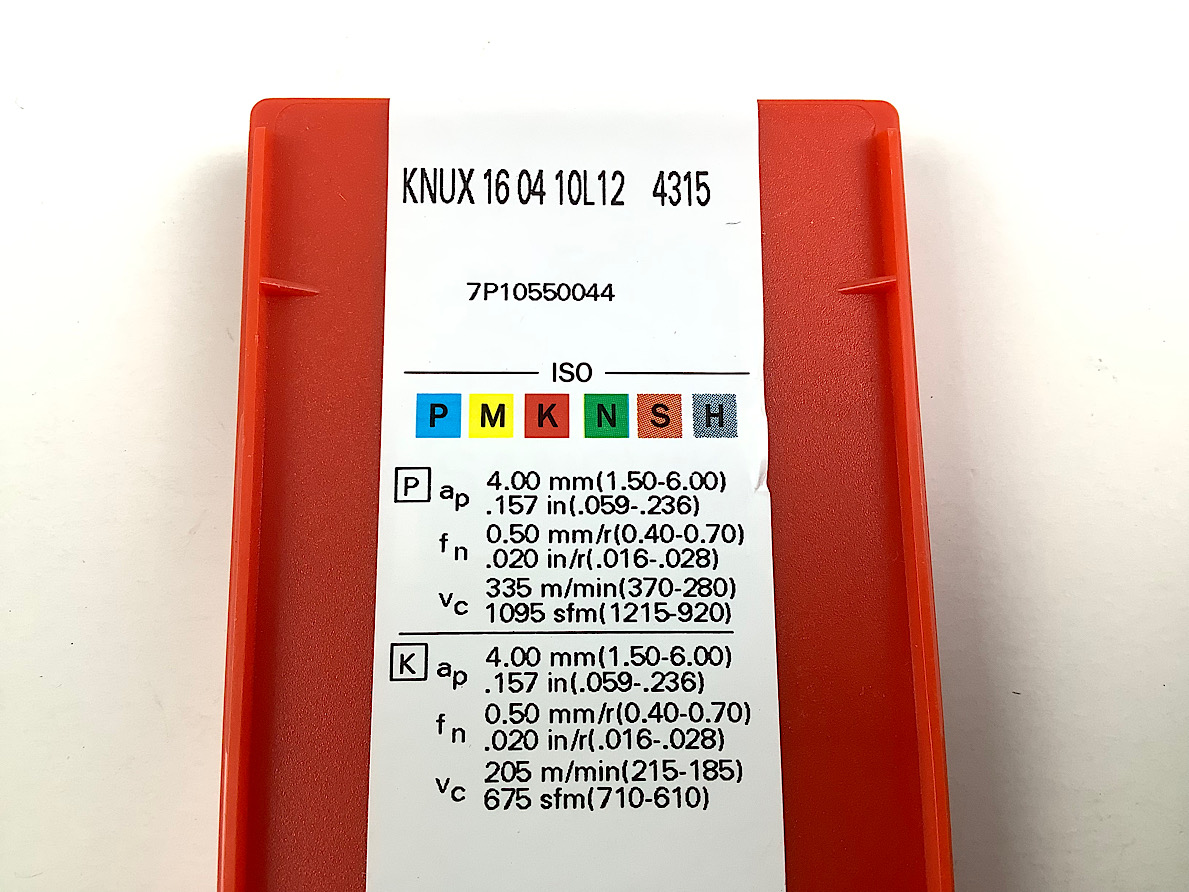 KNUX 16 04 10L12 4315
7P10550044
ISO
P M K N S H
P ap 4.00 mm(1.50-6.00)
.157 in(.059-.236)
fn 0.50 mm/r(0.40-0.70)
.020 in/r(.016-.028)
vc 335 m/min(370-280)
1095 sfm(1215-920)
K ap 4.00 mm(1.50-6.00)
.157 in(.059-.236)
fn 0.50 mm/r(0.40-0.70)
.020 in/r(.016-.028)
vc 205 m/min(215-185)
675 sfm(710-610)